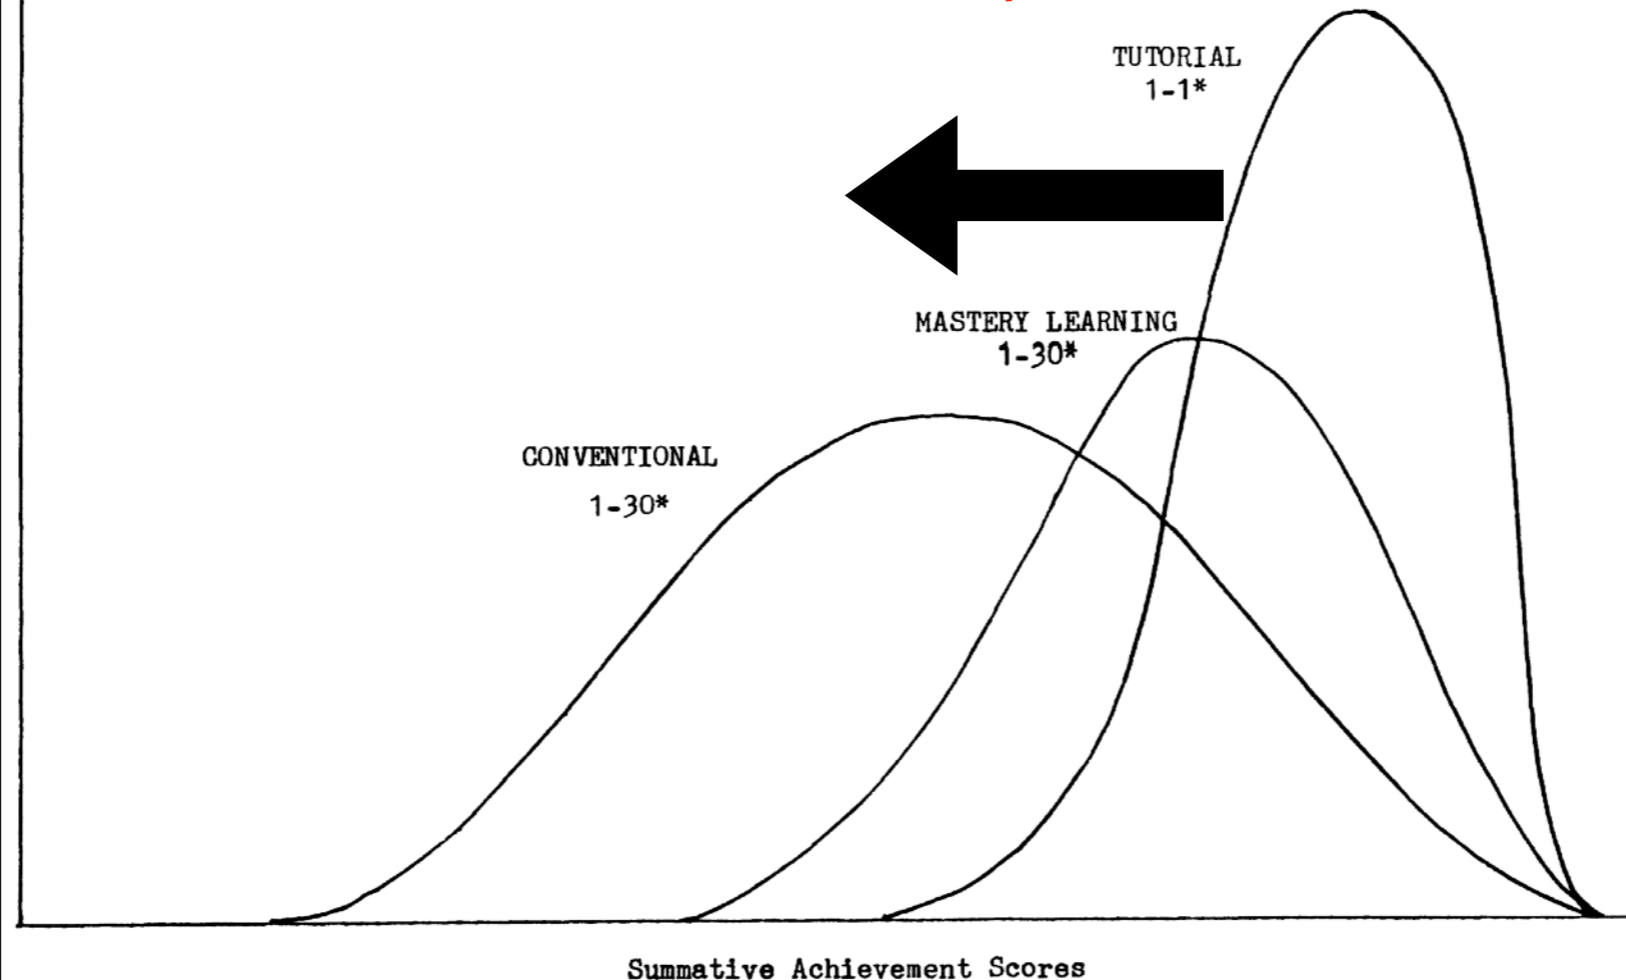 TUTORIAL
1-1*
MASTERY LEARNING
1-30*
CONVENTIONAL
1-30*
Summative Achievement Scores